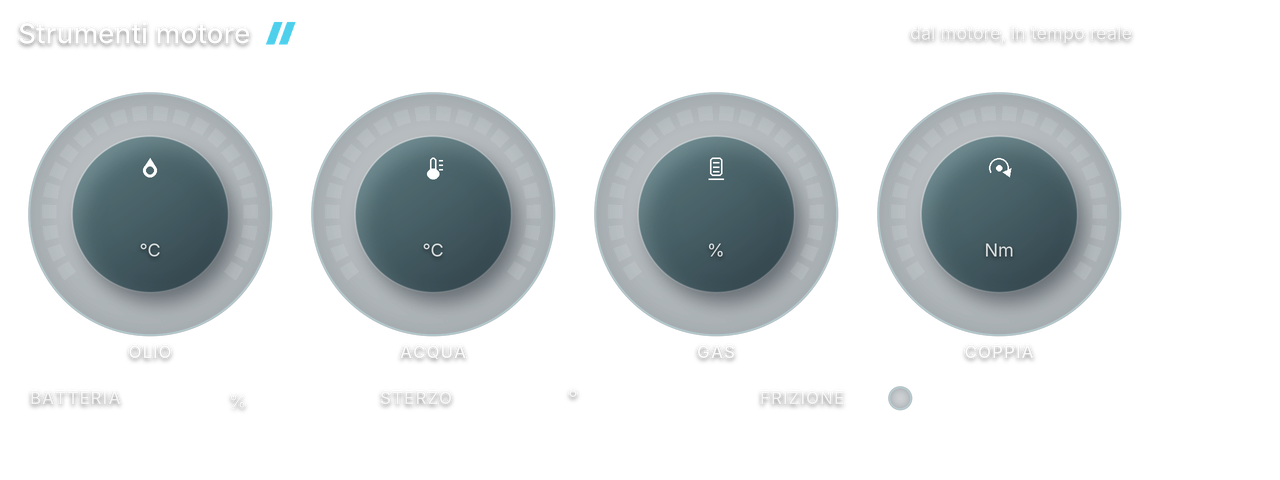 Strumenti motore
dal motore, in tempo reale
°C
°C
%
Nm
OLIO
ACQUA
GAS
COPPIA
BATTERIA %
STERZO °
FRIZIONE